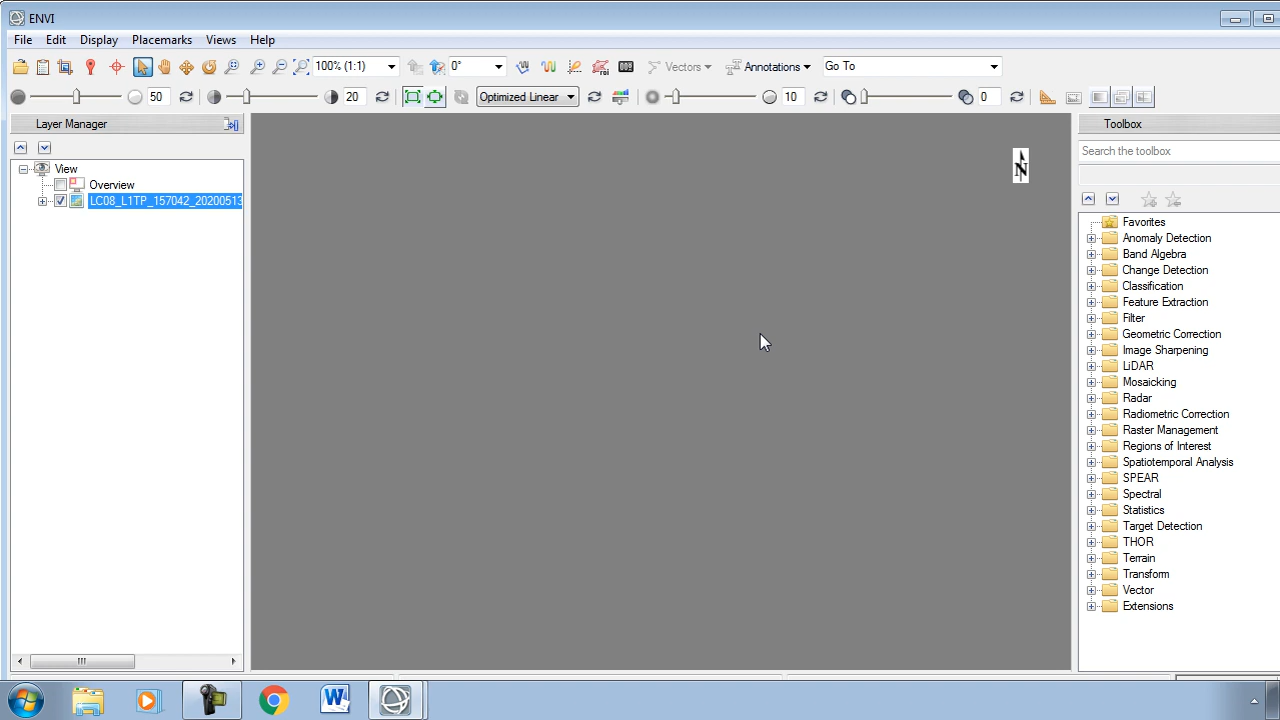 ENVI
File Edit Display Placemarks Views Help
100% (1:1) 0° Vectors Annotations Go To
50 20 Optimized Linear 10 0
Layer Manager
View
Overview
LC08_L1TP_157042_20200513
N
Toolbox
Search the toolbox
Favorites
Anomaly Detection
Band Algebra
Change Detection
Classification
Feature Extraction
Filter
Geometric Correction
Image Sharpening
LiDAR
Mosaicking
Radar
Radiometric Correction
Raster Management
Regions of Interest
Spatiotemporal Analysis
SPEAR
Spectral
Statistics
Target Detection
THOR
Terrain
Transform
Vector
Extensions